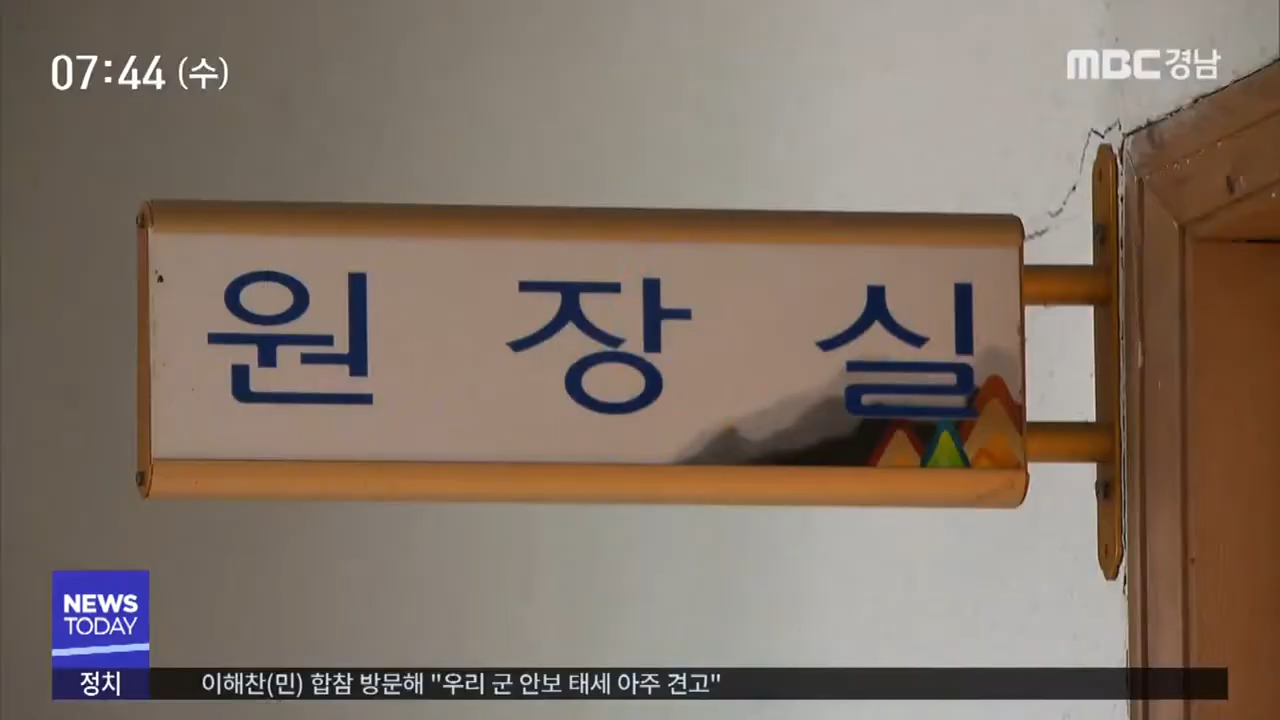 07:44 (수)
MBC경남
원장실
NEWS
TODAY
정치
이해찬(민) 합참 방문해 "우리 군 안보 태세 아주 견고"